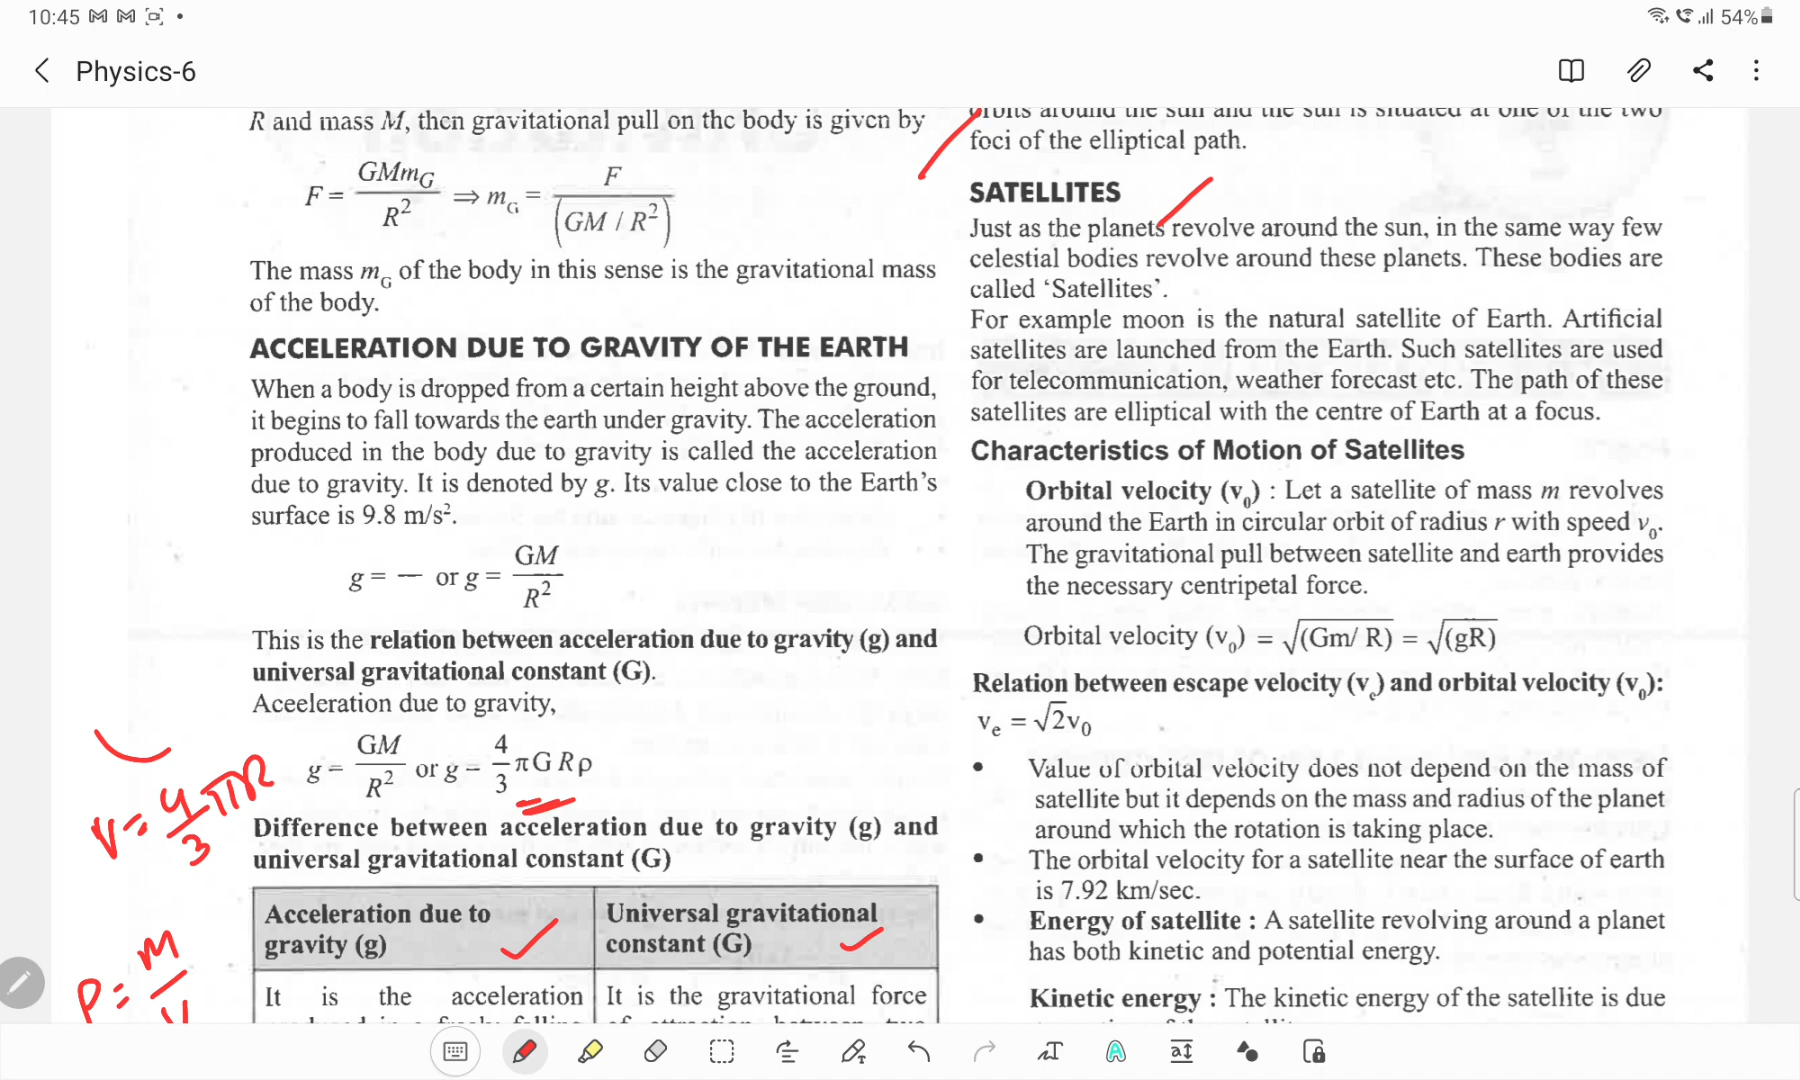 10:45
54%
Physics-6
R and mass M, then gravitational pull on the body is given by
F = GMm_G / R² ⇒ m_G = F / (GM / R²)
The mass m_G of the body in this sense is the gravitational mass
of the body.
ACCELERATION DUE TO GRAVITY OF THE EARTH
When a body is dropped from a certain height above the ground,
it begins to fall towards the earth under gravity. The acceleration
produced in the body due to gravity is called the acceleration
due to gravity. It is denoted by g. Its value close to the Earth's
surface is 9.8 m/s².
g = — or g = GM / R²
This is the relation between acceleration due to gravity (g) and
universal gravitational constant (G).
Aceeleration due to gravity,
g = GM / R² or g = 4/3 πG R ρ
V = 4/3 πR
Difference between acceleration due to gravity (g) and
universal gravitational constant (G)
Acceleration due to
gravity (g)
Universal gravitational
constant (G)
ρ = M / V
It is the acceleration
It is the gravitational force
orbits around the sun and the sun is situated at one of the two
foci of the elliptical path.
SATELLITES
Just as the planets revolve around the sun, in the same way few
celestial bodies revolve around these planets. These bodies are
called ‘Satellites’.
For example moon is the natural satellite of Earth. Artificial
satellites are launched from the Earth. Such satellites are used
for telecommunication, weather forecast etc. The path of these
satellites are elliptical with the centre of Earth at a focus.
Characteristics of Motion of Satellites
Orbital velocity (v₀) : Let a satellite of mass m revolves
around the Earth in circular orbit of radius r with speed v₀.
The gravitational pull between satellite and earth provides
the necessary centripetal force.
Orbital velocity (v₀) = √(Gm/ R) = √(gR)
Relation between escape velocity (vₑ) and orbital velocity (v₀):
vₑ = √2v₀
• Value of orbital velocity does not depend on the mass of
satellite but it depends on the mass and radius of the planet
around which the rotation is taking place.
• The orbital velocity for a satellite near the surface of earth
is 7.92 km/sec.
• Energy of satellite : A satellite revolving around a planet
has both kinetic and potential energy.
Kinetic energy : The kinetic energy of the satellite is due